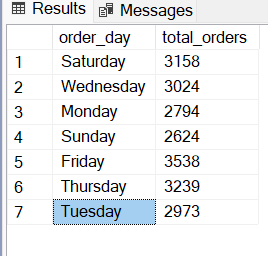 Results Messages
order_day total_orders
1 Saturday 3158
2 Wednesday 3024
3 Monday 2794
4 Sunday 2624
5 Friday 3538
6 Thursday 3239
7 Tuesday 2973